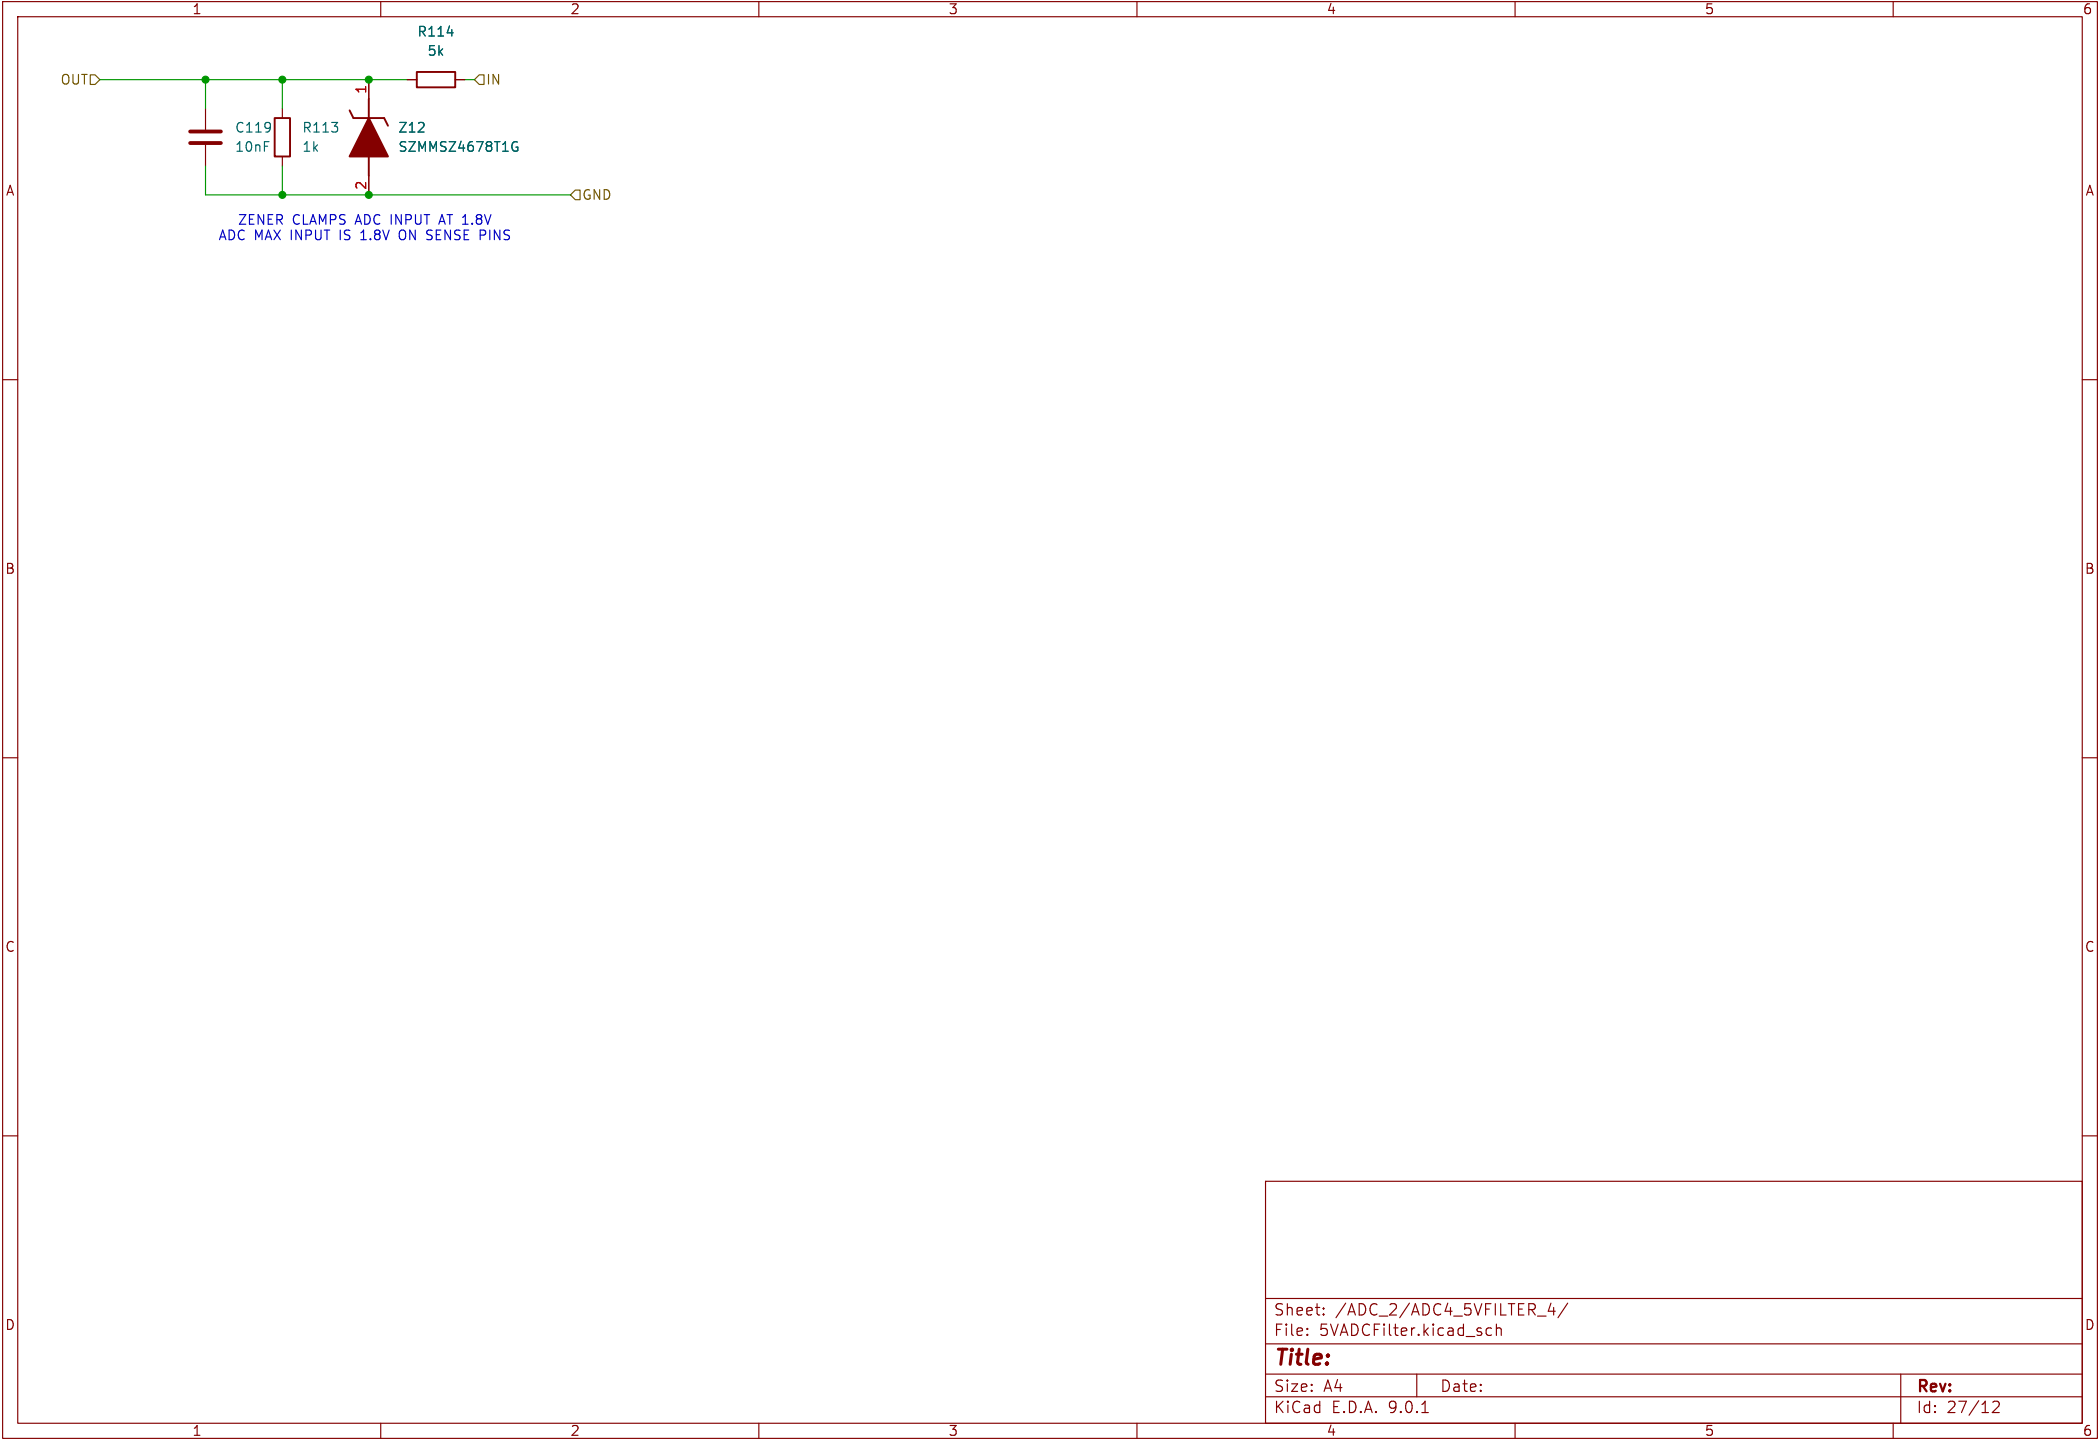 1 2 3 4 5 6
R114
5k
OUT
IN
1
C119
10nF
R113
1k
Z12
SZMMSZ4678T1G
2
GND
A A
ZENER CLAMPS ADC INPUT AT 1.8V
ADC MAX INPUT IS 1.8V ON SENSE PINS
B B
C C
D D
Sheet: /ADC_2/ADC4_5VFILTER_4/
File: 5VADCFilter.kicad_sch
Title:
Size: A4 Date: Rev:
KiCad E.D.A. 9.0.1 Id: 27/12
1 2 3 4 5 6